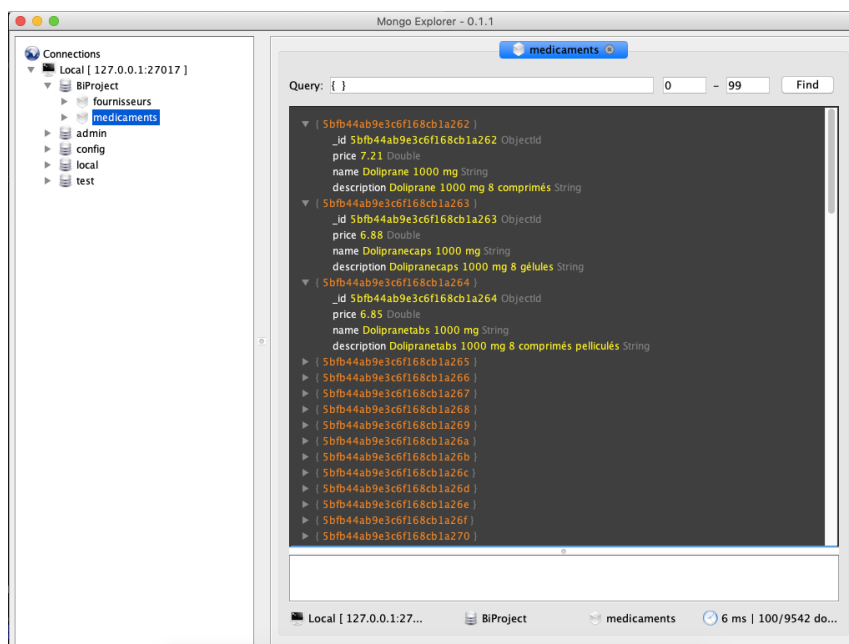 Mongo Explorer - 0.1.1
Connections
Local [ 127.0.0.1:27017 ]
BiProject
fournisseurs
medicaments
admin
config
local
test
medicaments
Query: { } 0 - 99 Find
{ 5bfb44ab9e3c6f168cb1a262 }
_id 5bfb44ab9e3c6f168cb1a262 ObjectId
price 7.21 Double
name Doliprane 1000 mg String
description Doliprane 1000 mg 8 comprimés String
{ 5bfb44ab9e3c6f168cb1a263 }
_id 5bfb44ab9e3c6f168cb1a263 ObjectId
price 6.88 Double
name Dolipranecaps 1000 mg String
description Dolipranecaps 1000 mg 8 gélules String
{ 5bfb44ab9e3c6f168cb1a264 }
_id 5bfb44ab9e3c6f168cb1a264 ObjectId
price 6.85 Double
name Dolipranetabs 1000 mg String
description Dolipranetabs 1000 mg 8 comprimés pelliculés String
{ 5bfb44ab9e3c6f168cb1a265 }
{ 5bfb44ab9e3c6f168cb1a266 }
{ 5bfb44ab9e3c6f168cb1a267 }
{ 5bfb44ab9e3c6f168cb1a268 }
{ 5bfb44ab9e3c6f168cb1a269 }
{ 5bfb44ab9e3c6f168cb1a26a }
{ 5bfb44ab9e3c6f168cb1a26b }
{ 5bfb44ab9e3c6f168cb1a26c }
{ 5bfb44ab9e3c6f168cb1a26d }
{ 5bfb44ab9e3c6f168cb1a26e }
{ 5bfb44ab9e3c6f168cb1a26f }
{ 5bfb44ab9e3c6f168cb1a270 }
Local [ 127.0.0.1:27... BiProject medicaments 6 ms | 100/9542 do...